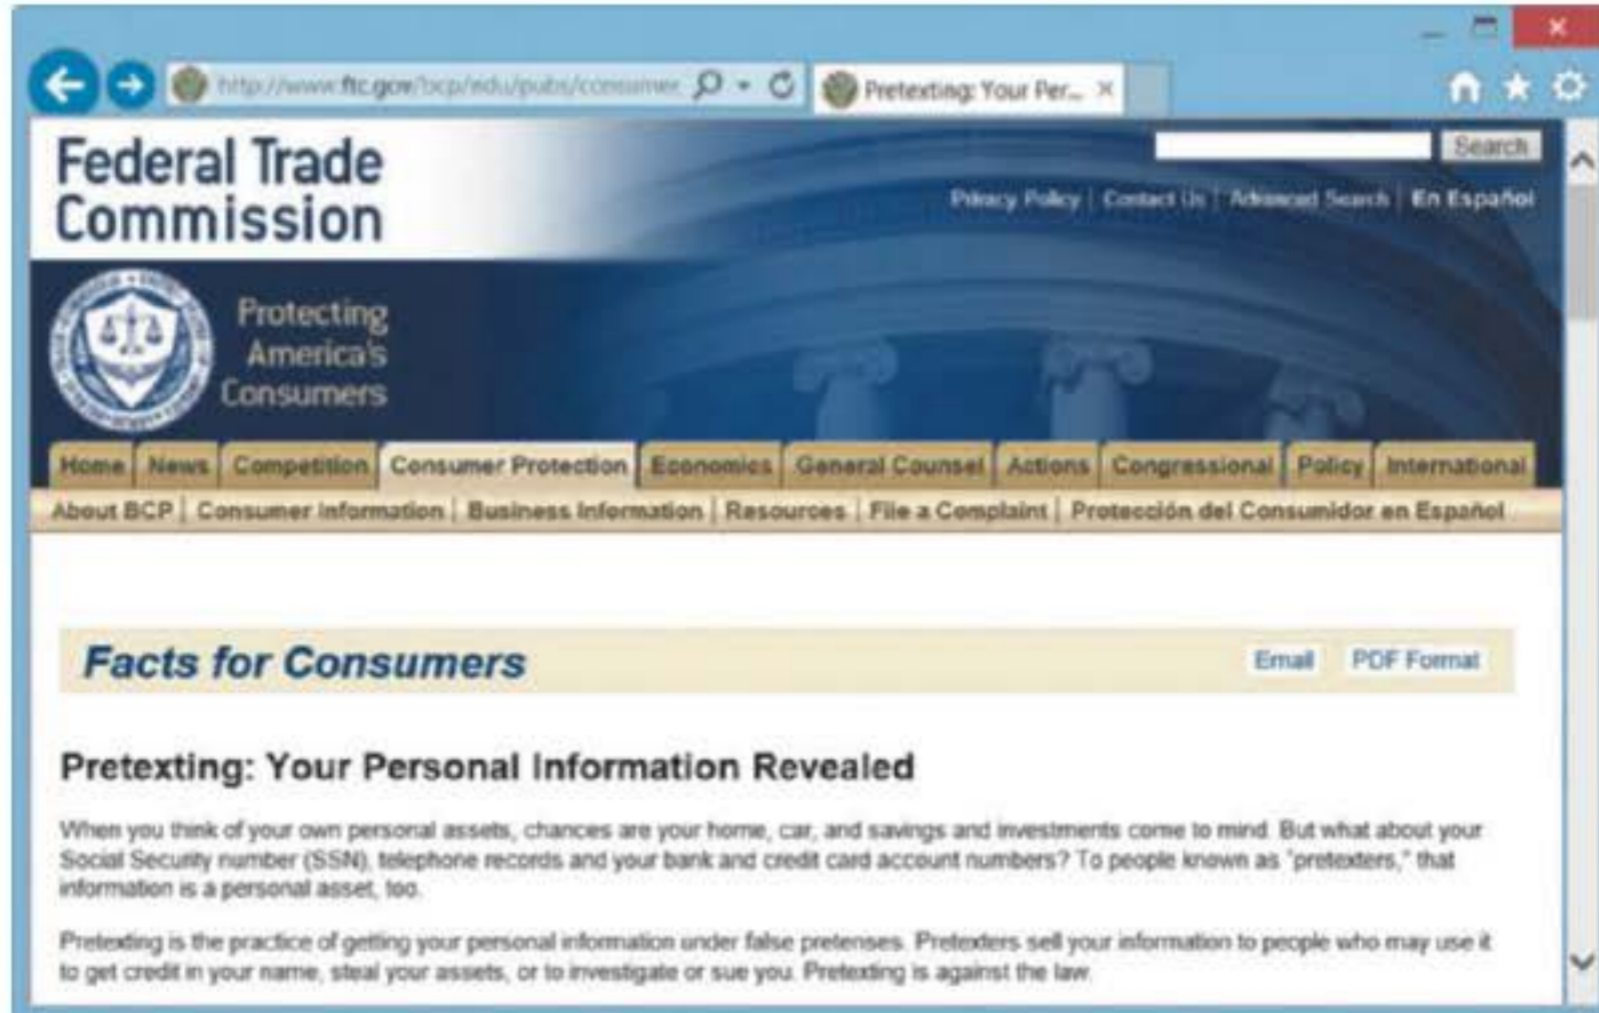 http://www.ftc.gov/bcp/edu/pubs/consumer
Pretexting: Your Per...
Federal Trade
Commission
Search
Privacy Policy | Contact Us | Advanced Search | En Español
Protecting
America's
Consumers
Home News Competition Consumer Protection Economics General Counsel Actions Congressional Policy International
About BCP | Consumer Information | Business Information | Resources | File a Complaint | Protección del Consumidor en Español
Facts for Consumers
Email PDF Format
Pretexting: Your Personal Information Revealed
When you think of your own personal assets, chances are your home, car, and savings and investments come to mind. But what about your
Social Security number (SSN), telephone records and your bank and credit card account numbers? To people known as "pretexters," that
information is a personal asset, too.
Pretexting is the practice of getting your personal information under false pretenses. Pretexters sell your information to people who may use it
to get credit in your name, steal your assets, or to investigate or sue you. Pretexting is against the law.